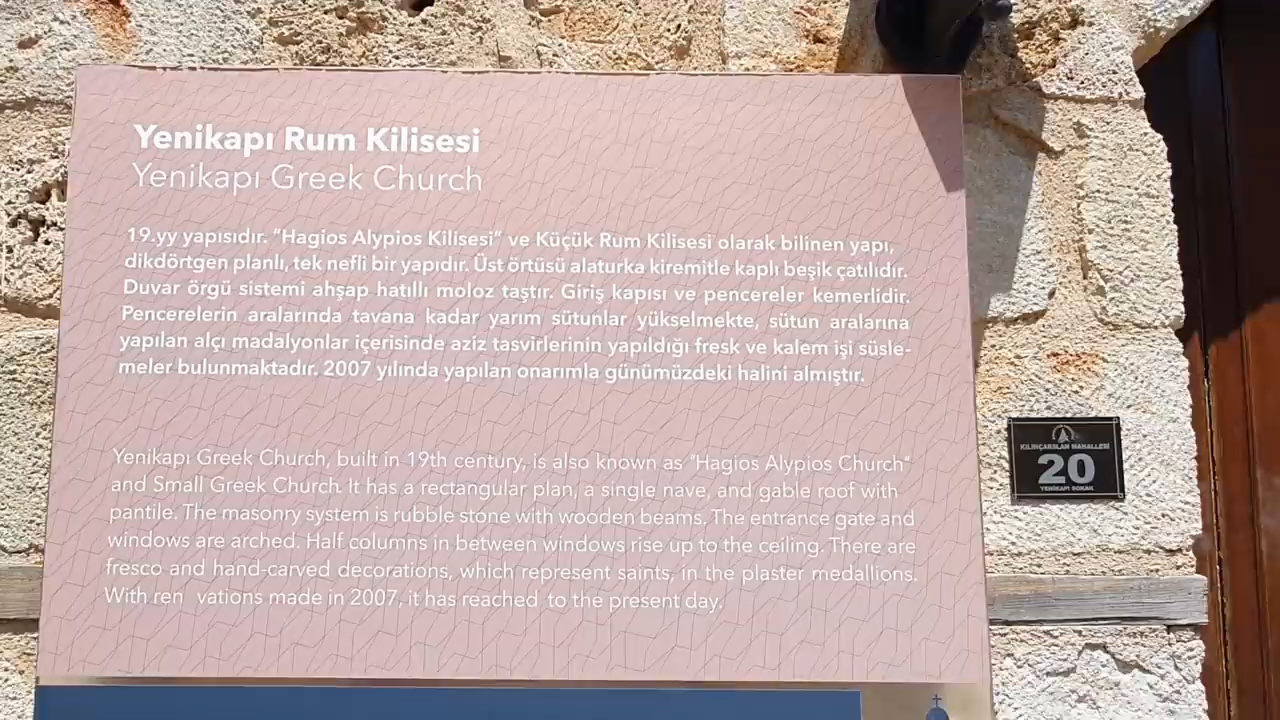 Yenikapı Rum Kilisesi
Yenikapı Greek Church
19.yy yapısıdır. “Hagios Alypios Kilisesi” ve Küçük Rum Kilisesi olarak bilinen yapı,
dikdörtgen planlı, tek nefli bir yapıdır. Üst örtüsü alaturka kiremitle kaplı beşik çatılıdır.
Duvar örgü sistemi ahşap hatıllı moloz taştır. Giriş kapısı ve pencereler kemerlidir.
Pencerelerin aralarında tavana kadar yarım sütunlar yükselmekte, sütun aralarına
yapılan alçı madalyonlar içerisinde aziz tasvirlerinin yapıldığı fresk ve kalem işi süsle-
meler bulunmaktadır. 2007 yılında yapılan onarımla günümüzdeki halini almıştır.
Yenikapı Greek Church, built in 19th century, is also known as "Hagios Alypios Church"
and Small Greek Church. It has a rectangular plan, a single nave, and gable roof with
pantile. The masonry system is rubble stone with wooden beams. The entrance gate and
windows are arched. Half columns in between windows rise up to the ceiling. There are
fresco and hand-carved decorations, which represent saints, in the plaster medallions.
With ren vations made in 2007, it has reached to the present day.
KILINÇARSLAN MAHALLESİ
20
YENİKAPI SOKAK